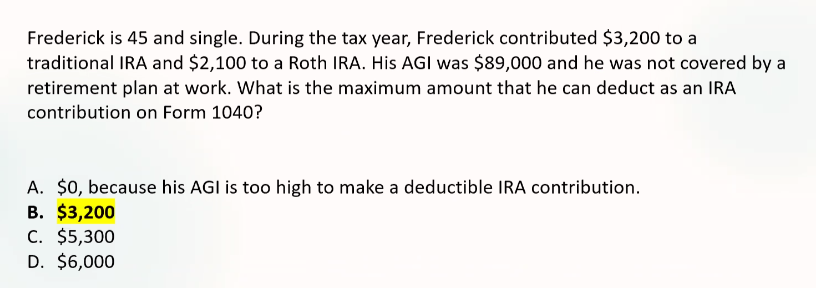 Frederick is 45 and single. During the tax year, Frederick contributed $3,200 to a
traditional IRA and $2,100 to a Roth IRA. His AGI was $89,000 and he was not covered by a
retirement plan at work. What is the maximum amount that he can deduct as an IRA
contribution on Form 1040?
A. $0, because his AGI is too high to make a deductible IRA contribution.
B. $3,200
C. $5,300
D. $6,000